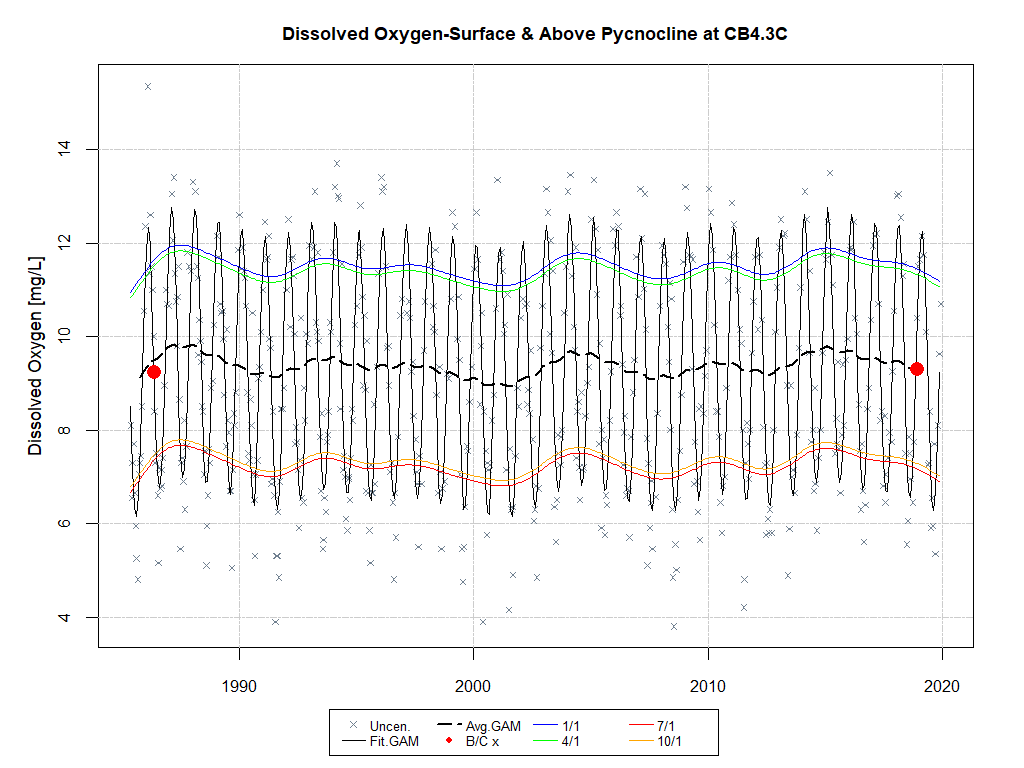 Dissolved Oxygen-Surface & Above Pycnocline at CB4.3C
Dissolved Oxygen [mg/L]
14
12
10
8
6
4
1990 2000 2010 2020
Uncen. Avg.GAM 1/1 7/1
Fit.GAM B/C x 4/1 10/1